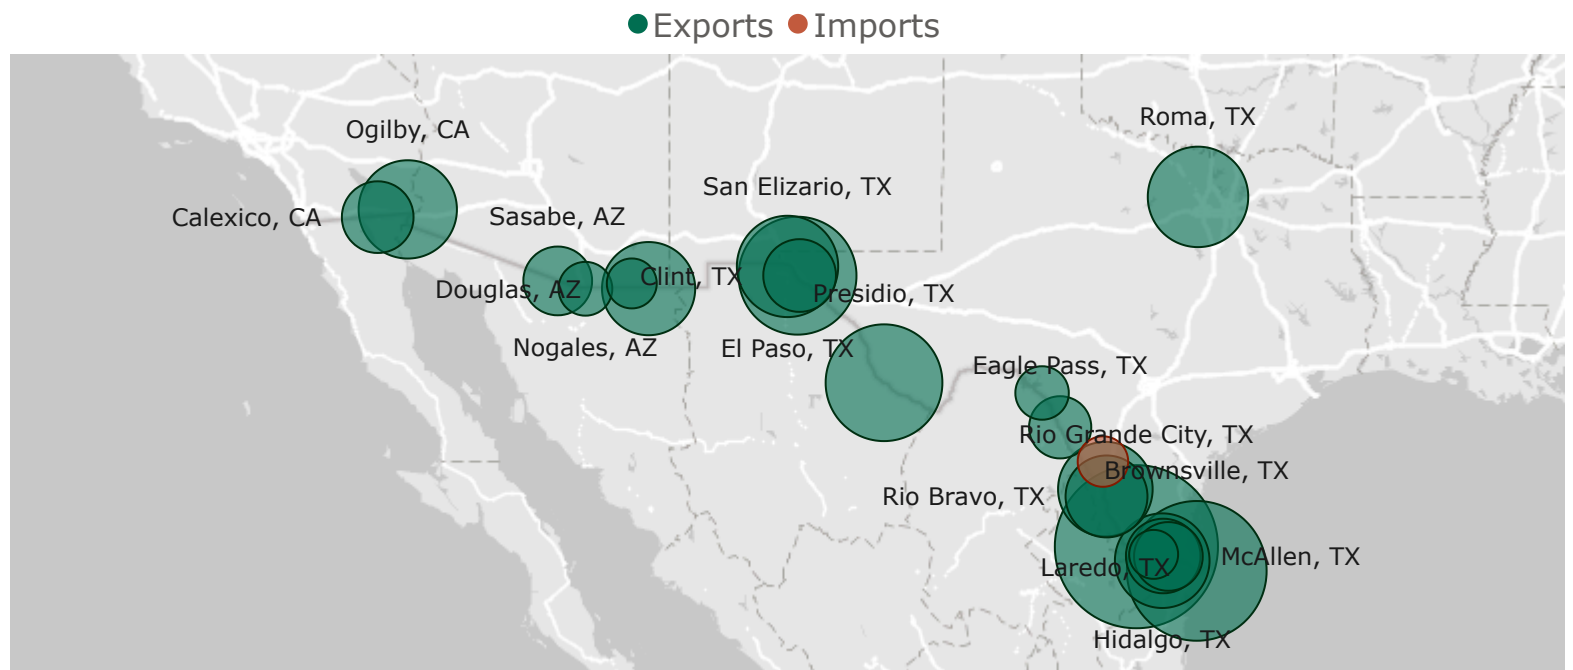 Exports Imports
Roma, TX
Ogilby, CA
San Elizario, TX
Calexico, CA
Sasabe, AZ
Clint, TX
Douglas, AZ
Presidio, TX
Nogales, AZ
El Paso, TX
Eagle Pass, TX
Rio Grande City, TX
Brownsville, TX
Rio Bravo, TX
McAllen, TX
Laredo, TX
Hidalgo, TX